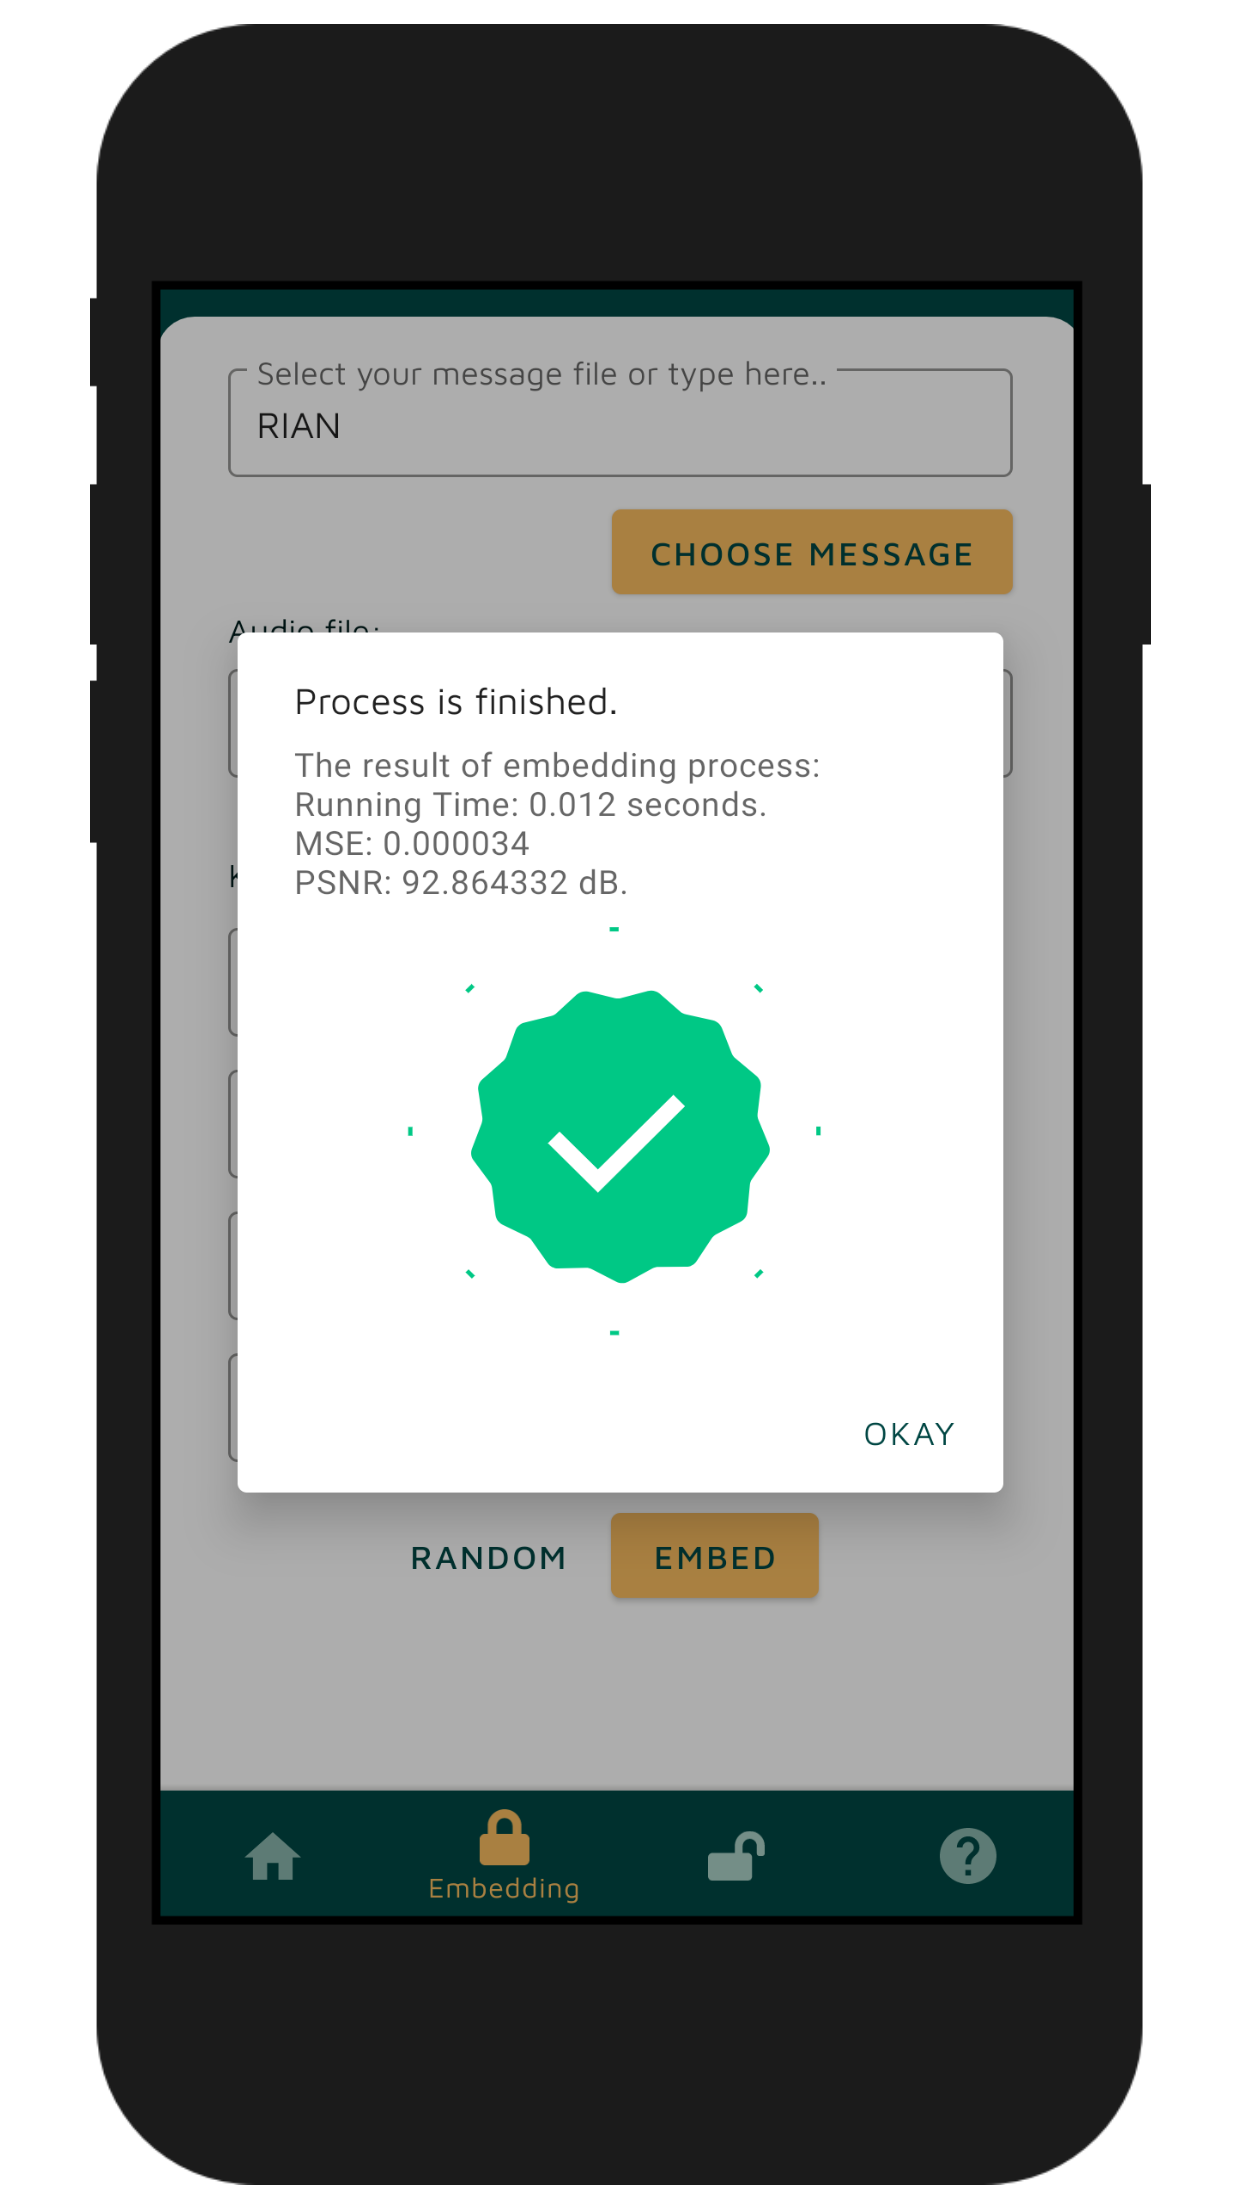 Select your message file or type here..
RIAN
CHOOSE MESSAGE
Audio file:
Process is finished.
The result of embedding process:
Running Time: 0.012 seconds.
MSE: 0.000034
PSNR: 92.864332 dB.
OKAY
RANDOM
EMBED
Embedding